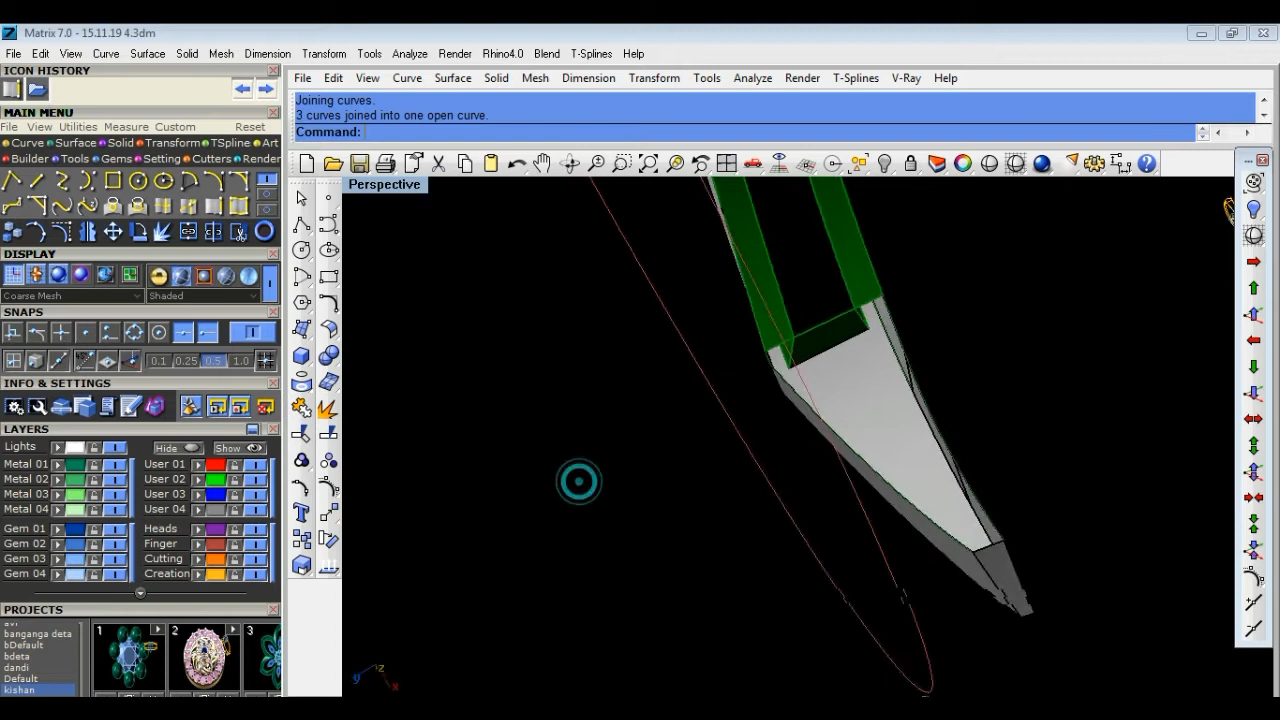 Matrix 7.0 - 15.11.19 4.3dm
File Edit View Curve Surface Solid Mesh Dimension Transform Tools Analyze Render Rhino4.0 Blend T-Splines Help
ICON HISTORY
MAIN MENU
File View Utilities Measure Custom Reset
Curve Surface Solid Transform TSpline Art
Builder Tools Gems Setting Cutters Render
DISPLAY
Coarse Mesh Shaded
SNAPS
0.1 0.25 0.5 1.0
INFO & SETTINGS
LAYERS
Lights Hide Show
Metal 01 User 01
Metal 02 User 02
Metal 03 User 03
Metal 04 User 04
Gem 01 Heads
Gem 02 Finger
Gem 03 Cutting
Gem 04 Creation
PROJECTS
banganga deta
bDefault
bdeta
dandi
Default
kishan
1 2 3
File Edit View Curve Surface Solid Mesh Dimension Transform Tools Analyze Render T-Splines V-Ray Help
Joining curves.
3 curves joined into one open curve.
Command:
Perspective
z
y
x